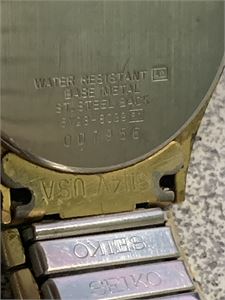 WATER RESISTANT
BASE METAL
ST. STEEL BACK
001956
USA
SEIKO
SEIKO